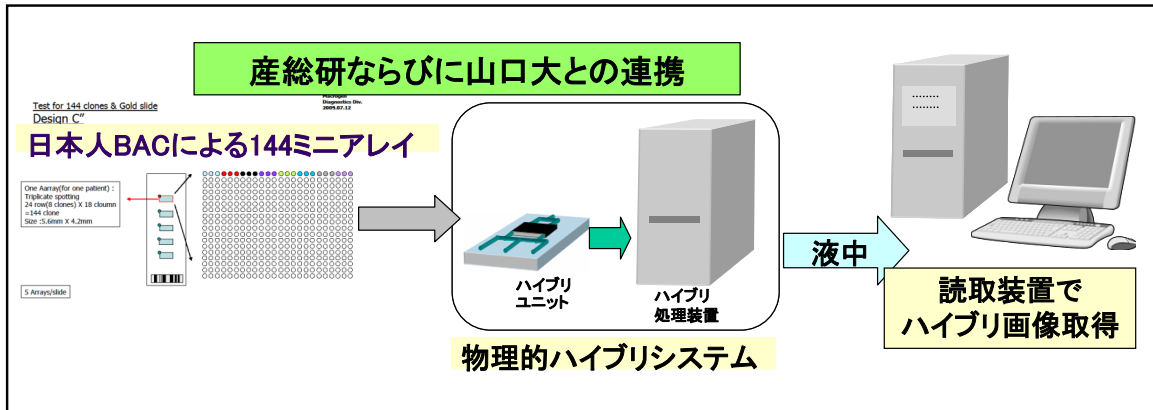 産総研ならびに山口大との連携
Test for 144 clones & Gold slide
Design C”
Macrogen
Diagnostics Div.
2009.07.12
日本人BACによる144ミニアレイ
One Aarray(for one patient) :
Triplicate spotting
24 row(8 clones) X 18 cloumn
=144 clone
Size :5.6mm X 4.2mm
5 Arrays/slide
ハイブリ
ユニット
ハイブリ
処理装置
物理的ハイブリシステム
液中
読取装置で
ハイブリ画像取得